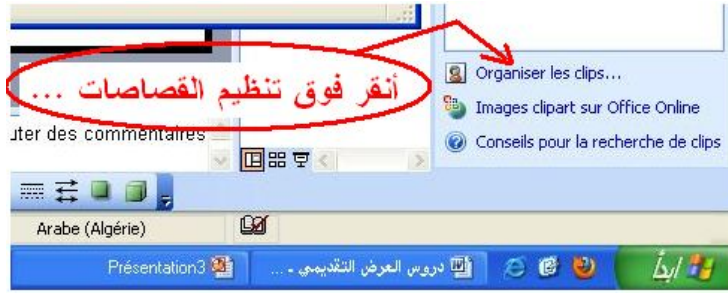 Organiser les clips...
أنقر فوق تنظيم القصاصات ...
Images clipart sur Office Online
uter des commentaires
Conseils pour la recherche de clips
Arabe (Algérie)
ابدأ
دروس العرض التقديمي - ...
Présentation3